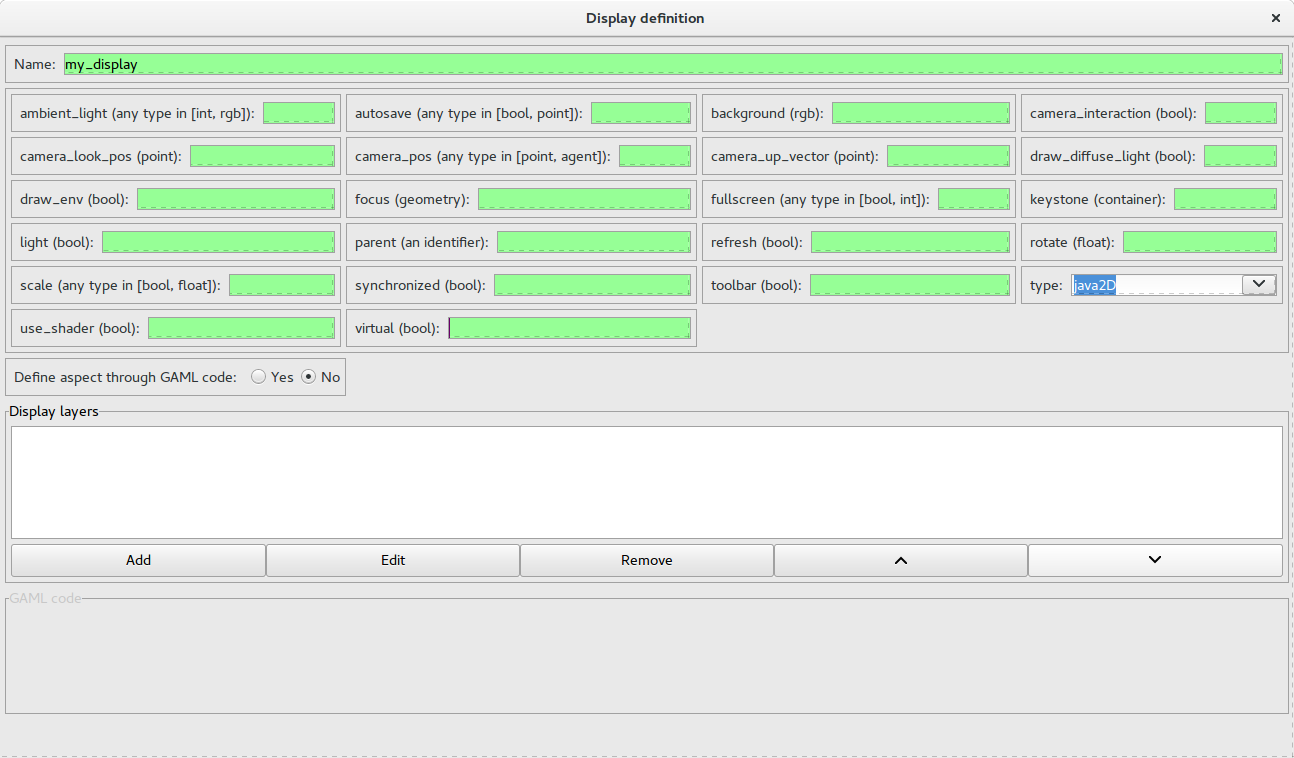 Display definition
Name: my_display
ambient_light (any type in [int, rgb]): autosave (any type in [bool, point]): background (rgb): camera_interaction (bool):
camera_look_pos (point): camera_pos (any type in [point, agent]): camera_up_vector (point): draw_diffuse_light (bool):
draw_env (bool): focus (geometry): fullscreen (any type in [bool, int]): keystone (container):
light (bool): parent (an identifier): refresh (bool): rotate (float):
scale (any type in [bool, float]): synchronized (bool): toolbar (bool): type: java2D
use_shader (bool): virtual (bool):
Define aspect through GAML code: Yes No
Display layers
Add Edit Remove
GAML code